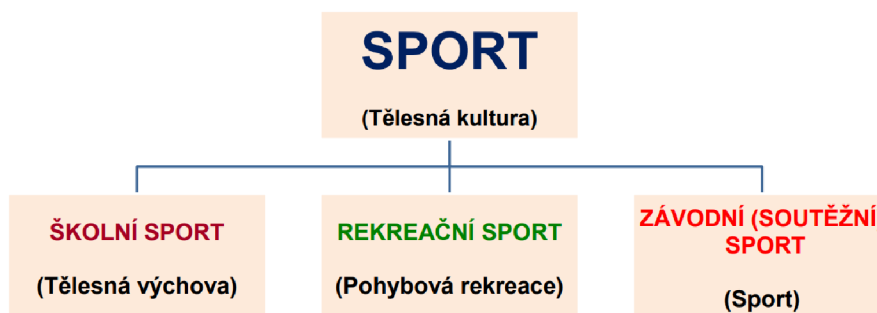 SPORT
(Tělesná kultura)
ŠKOLNÍ SPORT
(Tělesná výchova)
REKREAČNÍ SPORT
(Pohybová rekreace)
ZÁVODNÍ (SOUTĚŽNÍ
SPORT
(Sport)